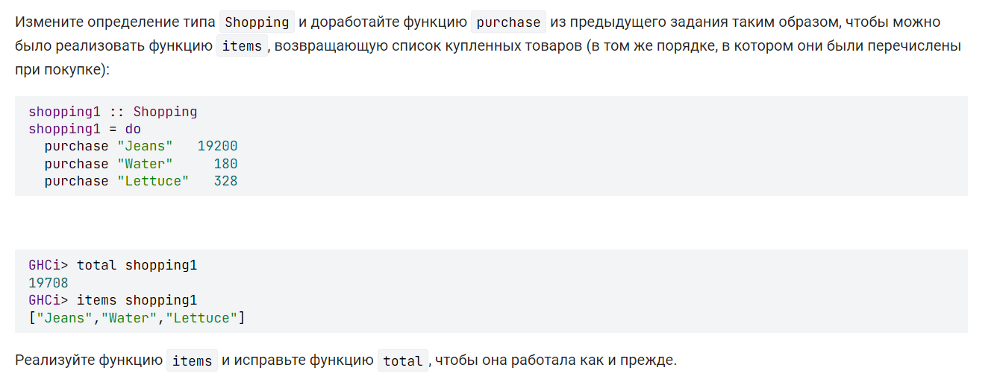 Измените определение типа Shopping и доработайте функцию purchase из предыдущего задания таким образом, чтобы можно
было реализовать функцию items, возвращающую список купленных товаров (в том же порядке, в котором они были перечислены
при покупке):
shopping1 :: Shopping
shopping1 = do
  purchase "Jeans"   19200
  purchase "Water"     180
  purchase "Lettuce"   328
GHCi> total shopping1
19708
GHCi> items shopping1
["Jeans","Water","Lettuce"]
Реализуйте функцию items и исправьте функцию total, чтобы она работала как и прежде.